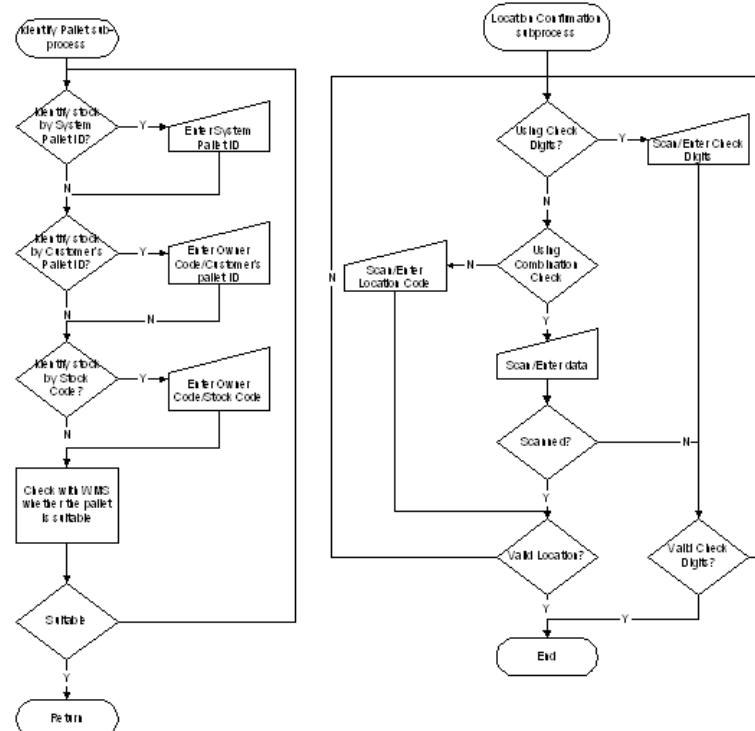 Identify Pallet sub-
process
Identify stock
by System
Pallet ID?
Y
Enter System
Pallet ID
N
Identify stock
by Customer's
Pallet ID?
Y
Enter Owner
Code/Customer's
pallet ID
N
N
Identify stock
by Stock
Code?
Y
Enter Owner
Code/Stock Code
N
Check with WMS
whether the pallet
is suitable
Suitable
Y
Return
Location Confirmation
subprocess
Using Check
Digits?
Y
Scan/Enter Check
Digits
N
N
Using
Combination
Check
N
Scan/Enter
Location Code
Y
Scan/Enter data
Scanned?
N
Y
Valid Location?
Valid Check
Digits?
Y
Y
End